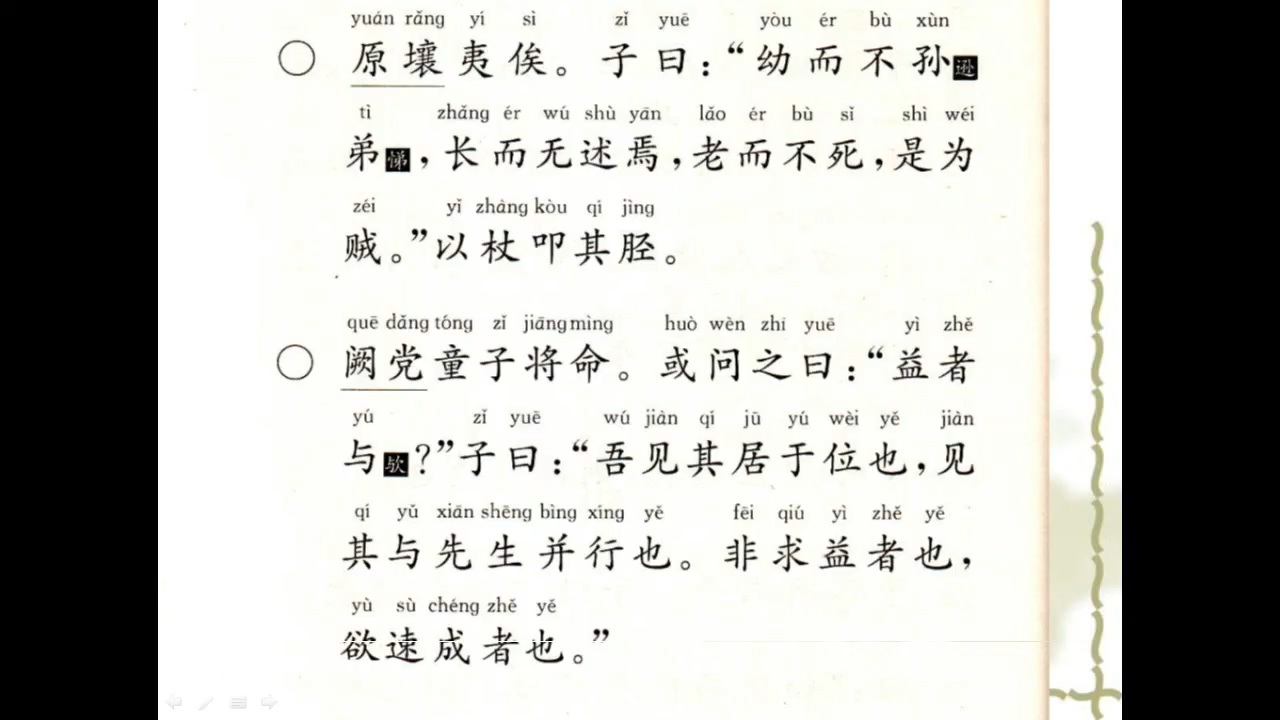 yuán rǎng yí sì zǐ yuē yòu ér bù xùn
○ 原壤夷俟。子曰：“幼而不孙逊
tì zhǎng ér wú shù yān lǎo ér bù sǐ shì wéi
弟悌，长而无述焉，老而不死，是为
zéi yǐ zhàng kòu qí jìng
贼。”以杖叩其胫。
quē dǎng tóng zǐ jiāng mìng huò wèn zhī yuē yì zhě
○ 阙党童子将命。或问之曰：“益者
yú zǐ yuē wú jiàn qí jū yú wèi yě jiàn
与欤？”子曰：“吾见其居于位也，见
qí yǔ xiān shēng bìng xíng yě fēi qiú yì zhě yě
其与先生并行也。非求益者也，
yù sù chéng zhě yě
欲速成者也。”